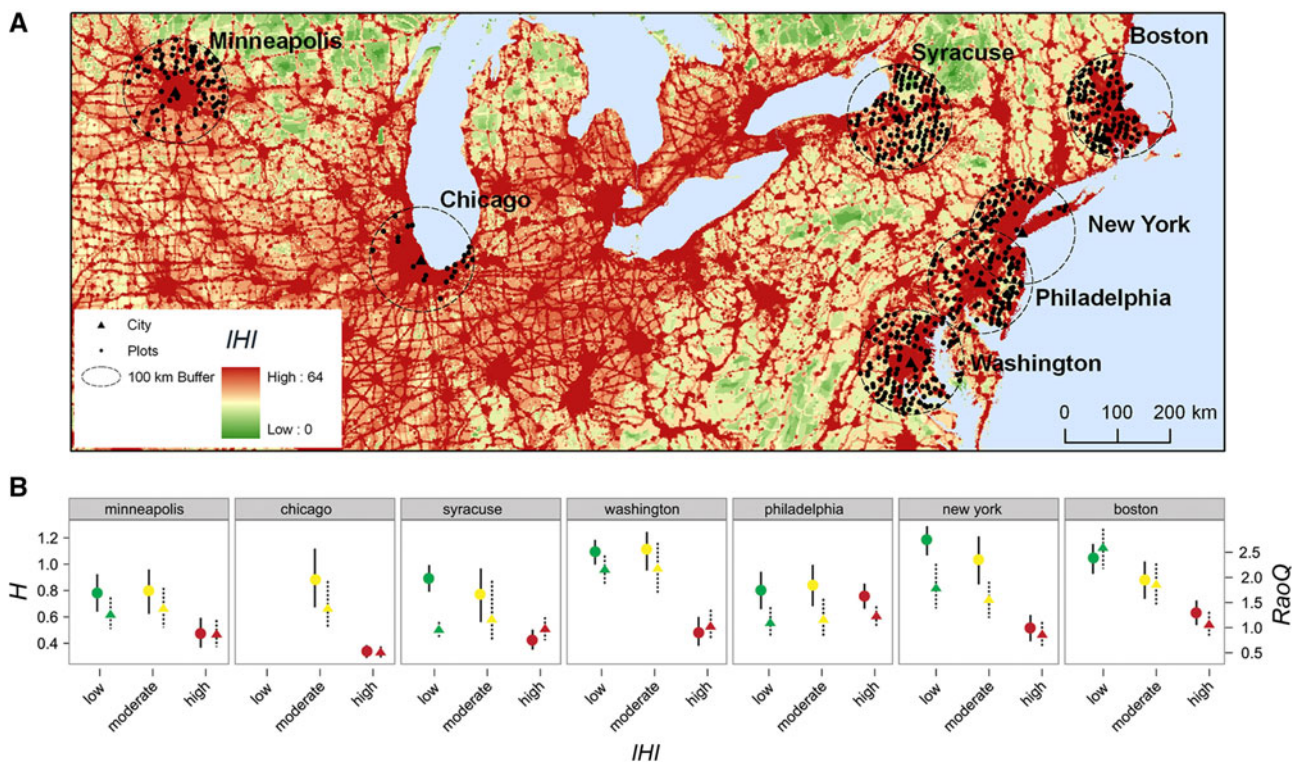 A
Minneapolis
Syracuse
Boston
Chicago
New York
Philadelphia
Washington
City
Plots
100 km Buffer
IHI
High : 64
Low : 0
0 100 200 km
B
minneapolis chicago syracuse washington philadelphia new york boston
H
1.2
1.0
0.8
0.6
0.4
RaoQ
2.5
2.0
1.5
1.0
0.5
low moderate high low moderate high low moderate high low moderate high low moderate high low moderate high low moderate high
IHI